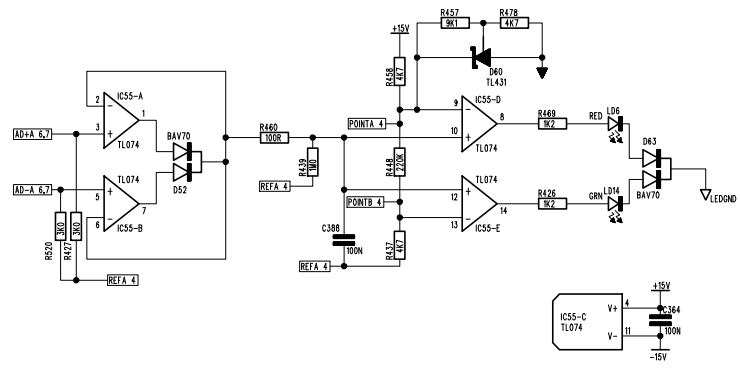 R457
9K1
R478
4K7
+15V
D60
TL431
R458
4K7
IC55-A
2
3
1
+
-
TL074
AD+A 6,7
BAV70
D52
AD-A 6,7
5
6
7
+
-
TL074
IC55-B
R520
3K0
R427
3K0
REFA 4
R460
100R
R439
1M0
REFA 4
POINTA 4
R448
220K
POINTB 4
C388
100N
REFA 4
R437
4K7
IC55-D
9
10
8
-
+
TL074
TL074
12
13
14
+
-
IC55-E
R469
1K2
RED
LD6
D63
R426
1K2
GRN
LD14
BAV70
LEDGND
IC55-C
TL074
V+
V-
4
11
+15V
C364
100N
-15V